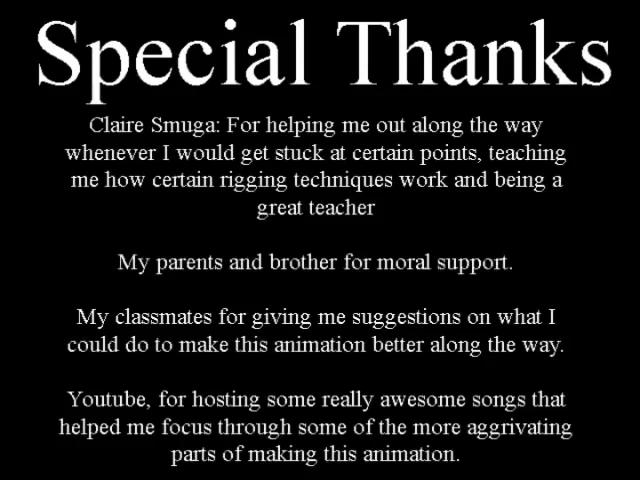 Special Thanks
Claire Smuga: For helping me out along the way
whenever I would get stuck at certain points, teaching
me how certain rigging techniques work and being a
great teacher
My parents and brother for moral support.
My classmates for giving me suggestions on what I
could do to make this animation better along the way.
Youtube, for hosting some really awesome songs that
helped me focus through some of the more aggrivating
parts of making this animation.